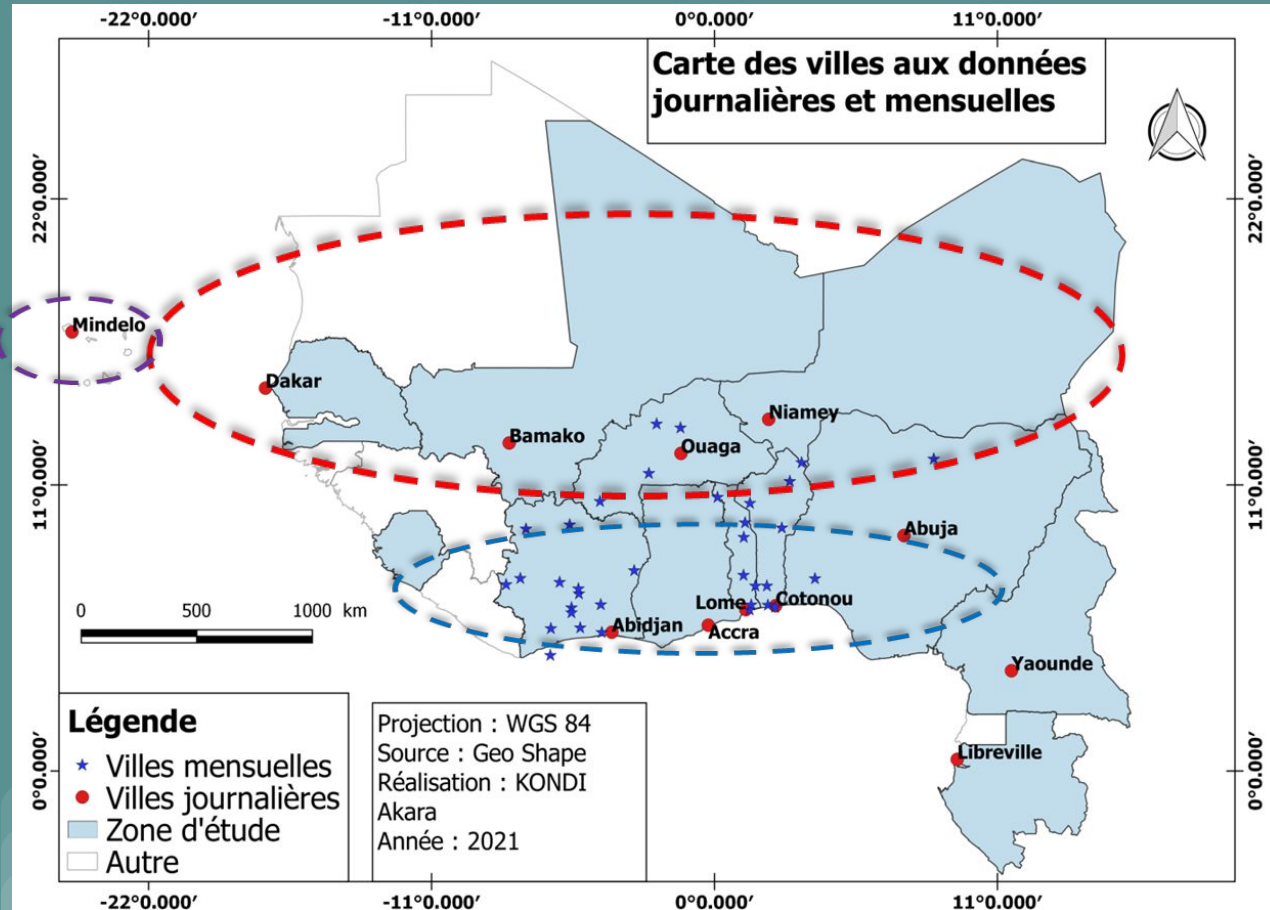 -22°0.000′ -11°0.000′ 0°0.000′ 11°0.000′
Carte des villes aux données
journalières et mensuelles
22°0.000′
22°0.000′
Mindelo
Dakar
Niamey
Bamako
Ouaga
11°0.000′
11°0.000′
Abuja
Lome
Cotonou
Abidjan
Accra
0 500 1000 km
Yaounde
Libreville
0°0.000′
0°0.000′
Légende
Villes mensuelles
Villes journalières
Zone d'étude
Autre
Projection : WGS 84
Source : Geo Shape
Réalisation : KONDI
Akara
Année : 2021
-22°0.000′ -11°0.000′ 0°0.000′ 11°0.000′